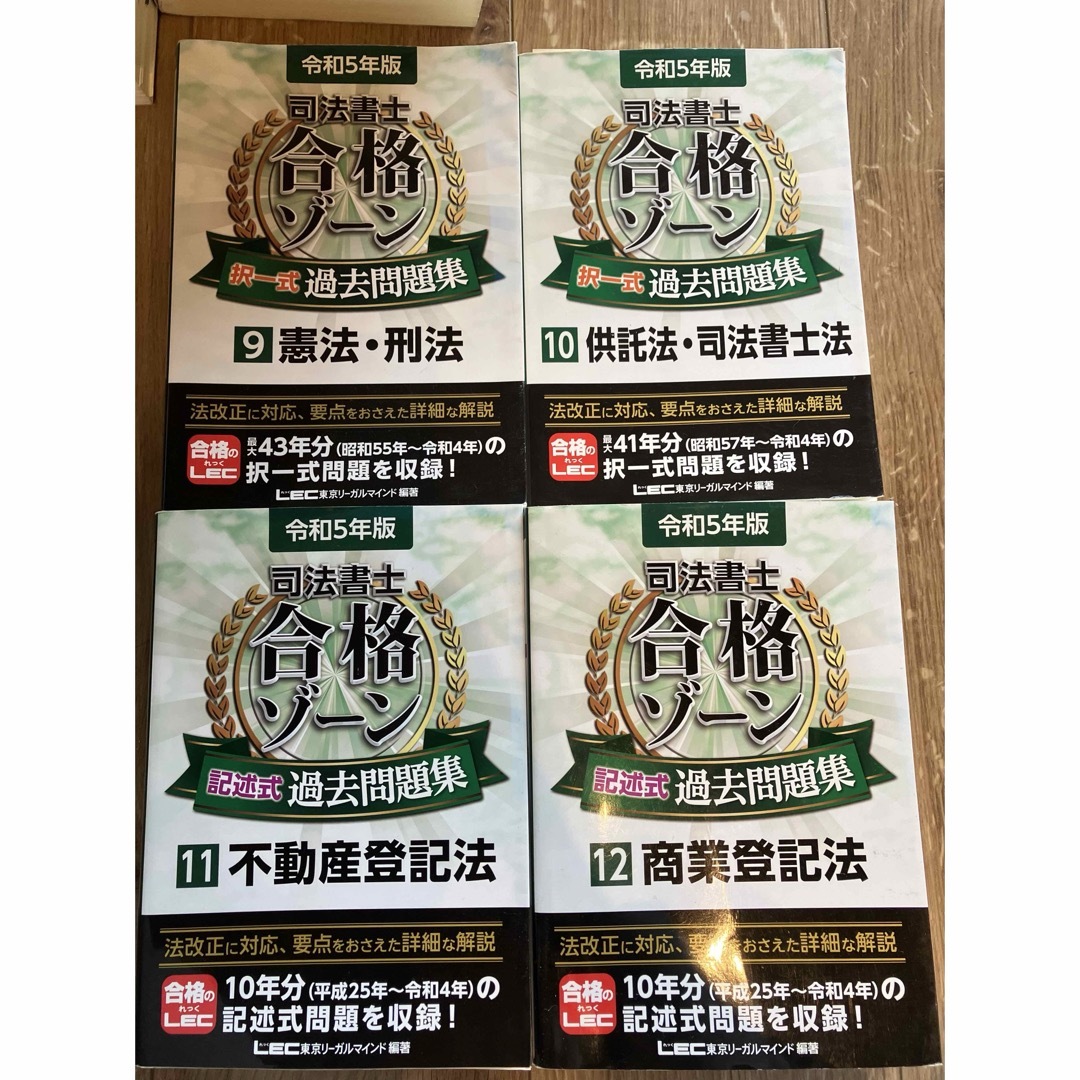 令和5年版
司法書士
合格
ゾーン
択一式 過去問題集
9 憲法・刑法
法改正に対応、要点をおさえた詳細な解説
合格の
れっく
LEC
最大43年分(昭和55年〜令和4年)の
択一式問題を収録！
LEC東京リーガルマインド 編著
令和5年版
司法書士
合格
ゾーン
択一式 過去問題集
10 供託法・司法書士法
法改正に対応、要点をおさえた詳細な解説
合格の
れっく
LEC
最大41年分(昭和57年〜令和4年)の
択一式問題を収録！
LEC東京リーガルマインド 編著
令和5年版
司法書士
合格
ゾーン
記述式 過去問題集
11 不動産登記法
法改正に対応、要点をおさえた詳細な解説
合格の
れっく
LEC
10年分(平成25年〜令和4年)の
記述式問題を収録！
LEC東京リーガルマインド 編著
令和5年版
司法書士
合格
ゾーン
記述式 過去問題集
12 商業登記法
法改正に対応、要点をおさえた詳細な解説
合格の
れっく
LEC
10年分(平成25年〜令和4年)の
記述式問題を収録！
LEC東京リーガルマインド 編著